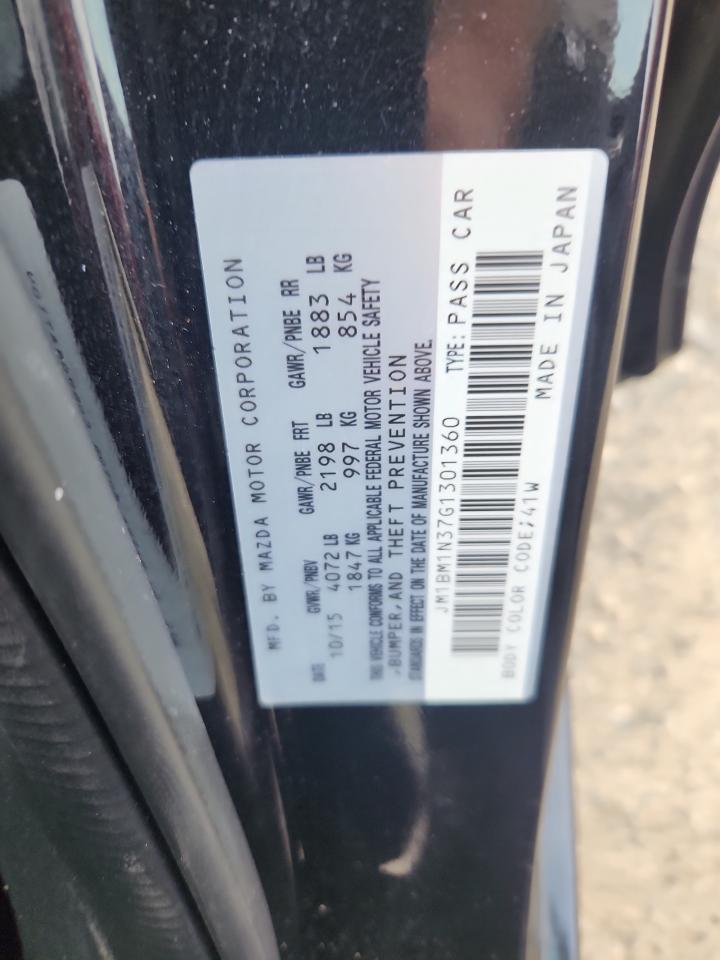 MFD. BY MAZDA MOTOR CORPORATION
DATE GVWR/PNBV GAWR/PNBE FRT GAWR/PNBE RR
10/15 4072 LB 2198 LB 1883 LB
1847 KG 997 KG 854 KG
THIS VEHICLE CONFORMS TO ALL APPLICABLE FEDERAL MOTOR VEHICLE SAFETY
,BUMPER,AND THEFT PREVENTION
STANDARDS IN EFFECT ON THE DATE OF MANUFACTURE SHOWN ABOVE.
JM1BM1N37G1301360 TYPE: PASS CAR
BODY COLOR CODE;41W MADE IN JAPAN